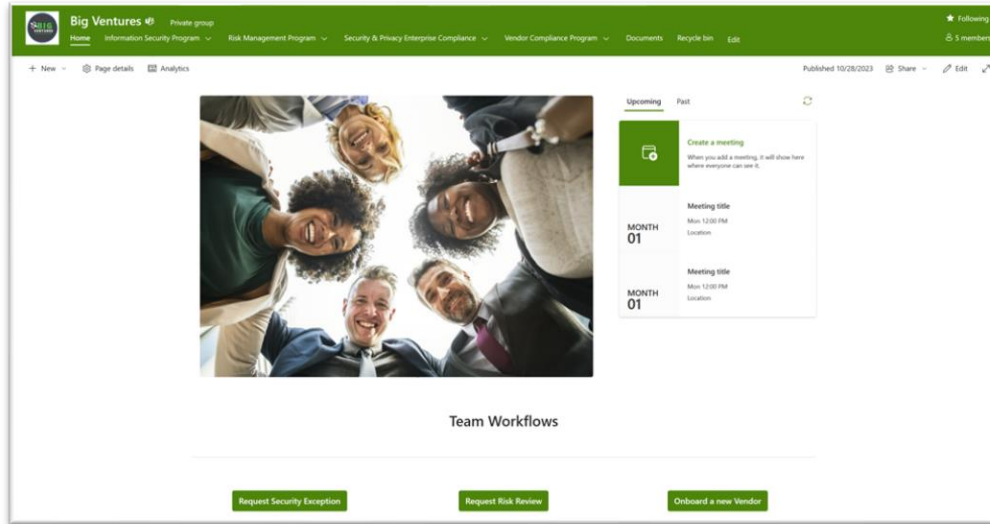 BIG
Big Ventures Private group
Following
Home Information Security Program Risk Management Program Security & Privacy Enterprise Compliance Vendor Compliance Program Documents Recycle bin Edit
5 members
+ New Page details Analytics
Published 10/28/2023 Share Edit
Upcoming Past
Create a meeting
When you add a meeting, it will show here
where everyone can see it.
Meeting title
Mon 12:00 PM
Location
MONTH
01
Meeting title
Mon 12:00 PM
Location
MONTH
01
Team Workflows
Request Security Exception
Request Risk Review
Onboard a new Vendor